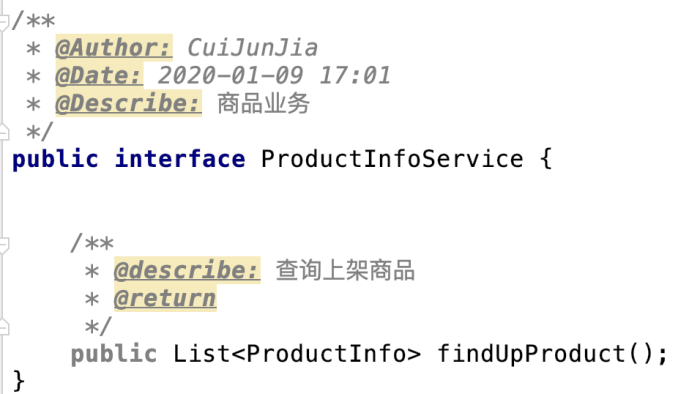 /**
 * @Author: CuiJunJia
 * @Date: 2020-01-09 17:01
 * @Describe: 商品业务
 */
public interface ProductInfoService {
/**
 * @describe: 查询上架商品
 * @return
 */
public List<ProductInfo> findUpProduct();
}